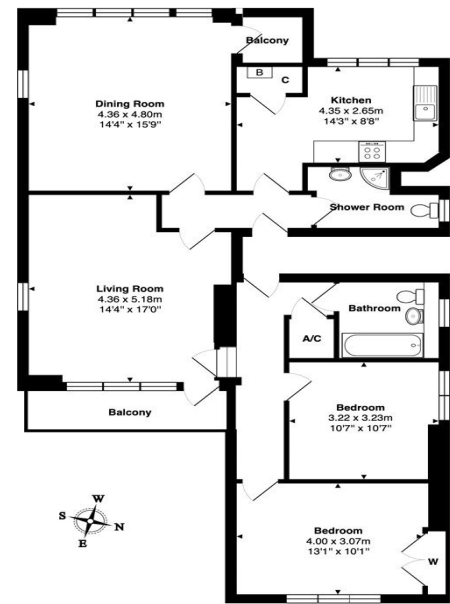 Balcony
B
C
Dining Room
4.36 x 4.80m
14'4" x 15'9"
Kitchen
4.35 x 2.65m
14'3" x 8'8"
Shower Room
Living Room
4.36 x 5.18m
14'4" x 17'0"
Bathroom
A/C
Balcony
Bedroom
3.22 x 3.23m
10'7" x 10'7"
W
S
N
E
Bedroom
4.00 x 3.07m
13'1" x 10'1"
W